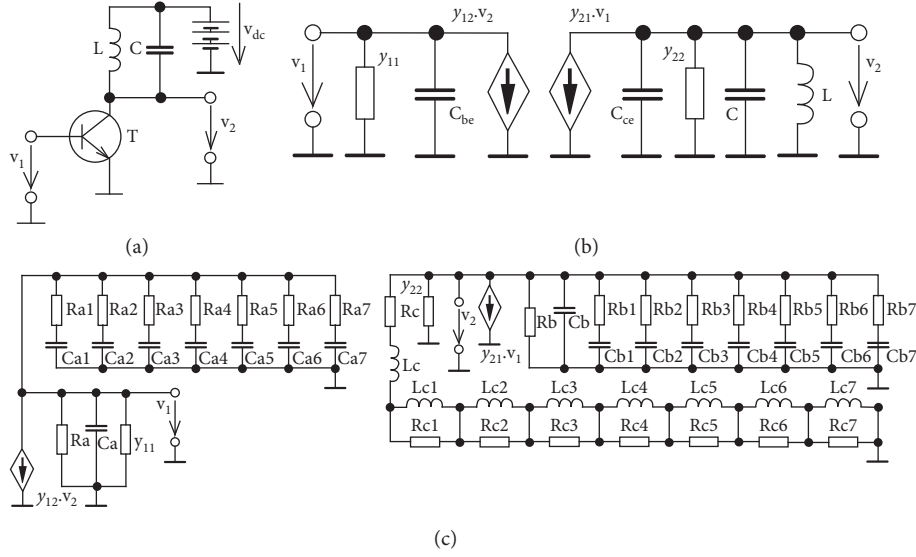 L
C
v_dc
T
v_1
v_2
(a)
y_12.v_2
y_21.v_1
v_1
y_11
C_be
C_ce
y_22
C
L
v_2
(b)
Ra1 Ra2 Ra3 Ra4 Ra5 Ra6 Ra7
Ca1 Ca2 Ca3 Ca4 Ca5 Ca6 Ca7
Ra Ca y_11
v_1
y_12.v_2
y_22
Rc
v_2
y_21.v_1
Rb Cb
Rb1 Rb2 Rb3 Rb4 Rb5 Rb6 Rb7
Cb1 Cb2 Cb3 Cb4 Cb5 Cb6 Cb7
Lc
Lc1 Lc2 Lc3 Lc4 Lc5 Lc6 Lc7
Rc1 Rc2 Rc3 Rc4 Rc5 Rc6 Rc7
(c)